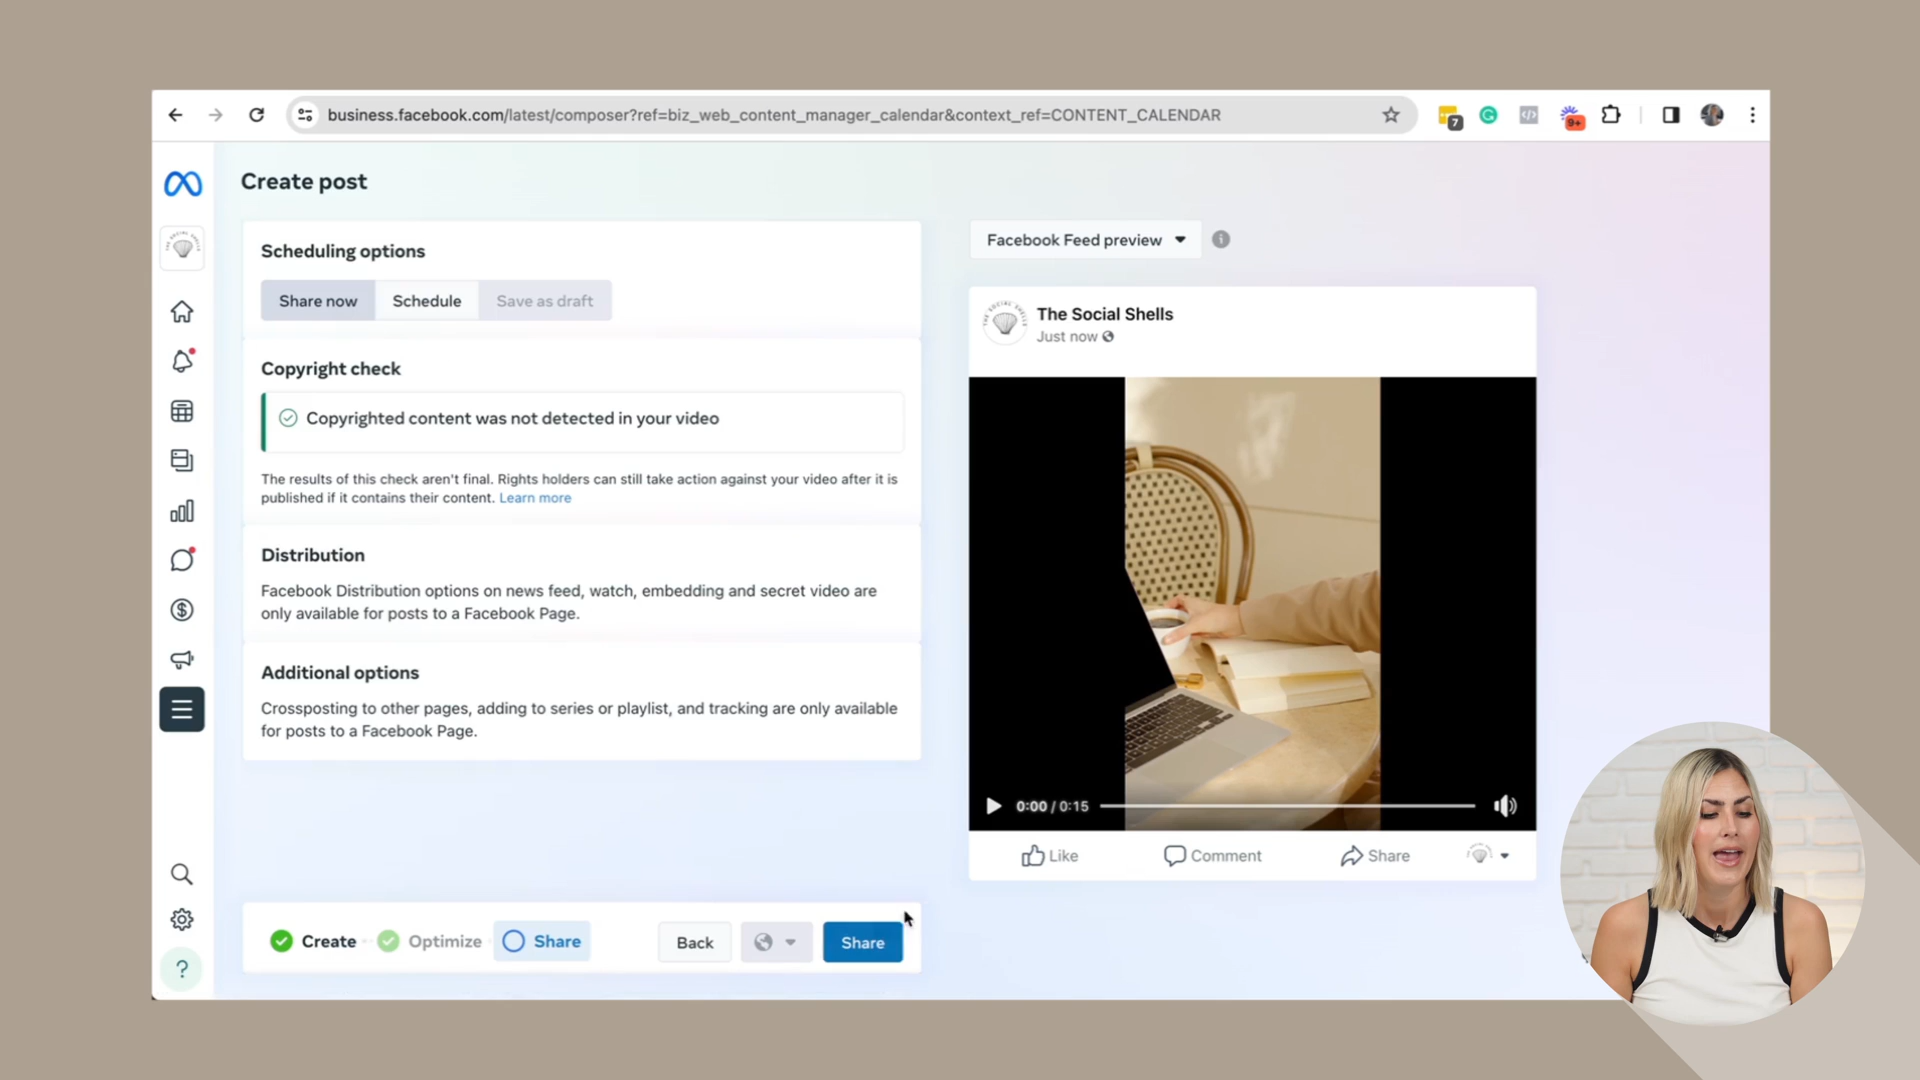 business.facebook.com/latest/composer?ref=biz_web_content_manager_calendar&context_ref=CONTENT_CALENDAR
7
9+
Create post
Scheduling options
Share now
Schedule
Save as draft
Copyright check
Copyrighted content was not detected in your video
The results of this check aren't final. Rights holders can still take action against your video after it is
published if it contains their content. Learn more
Distribution
Facebook Distribution options on news feed, watch, embedding and secret video are
only available for posts to a Facebook Page.
Additional options
Crossposting to other pages, adding to series or playlist, and tracking are only available
for posts to a Facebook Page.
Create
Optimize
Share
Back
Share
Facebook Feed preview
THE SOCIAL SHELLS
The Social Shells
Just now
0:00 / 0:15
Like
Comment
Share